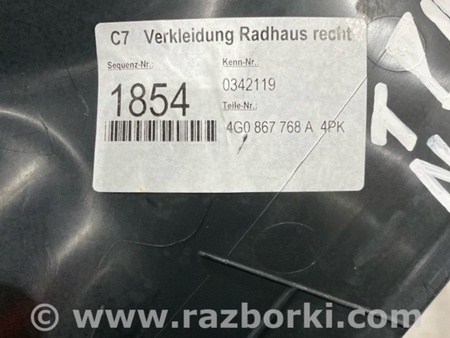 C7 Verkleidung Radhaus recht
Sequenz-Nr.:
Kenn-Nr.:
1854
0342119
Teile-Nr.:
4G0 867 768 A 4PK
© www.razborki.com/